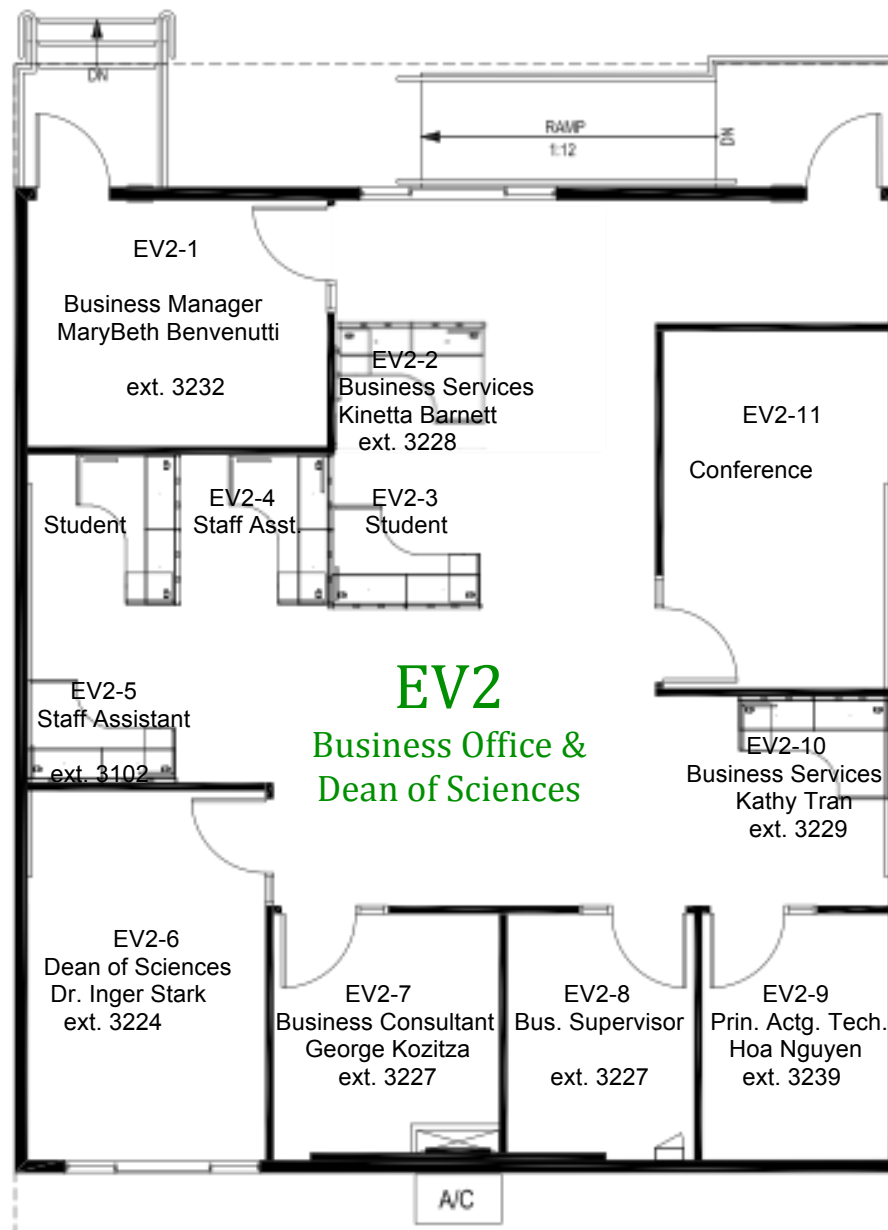 DN
RAMP
1:12
DN
EV2-1
Business Manager
MaryBeth Benvenutti
ext. 3232
EV2-2
Business Services
Kinetta Barnett
ext. 3228
EV2-11
Conference
Student
EV2-4
Staff Asst.
EV2-3
Student
EV2-5
Staff Assistant
ext. 3102
EV2
Business Office &
Dean of Sciences
EV2-10
Business Services
Kathy Tran
ext. 3229
EV2-6
Dean of Sciences
Dr. Inger Stark
ext. 3224
EV2-7
Business Consultant
George Kozitza
ext. 3227
EV2-8
Bus. Supervisor
ext. 3227
EV2-9
Prin. Actg. Tech.
Hoa Nguyen
ext. 3239
A/C